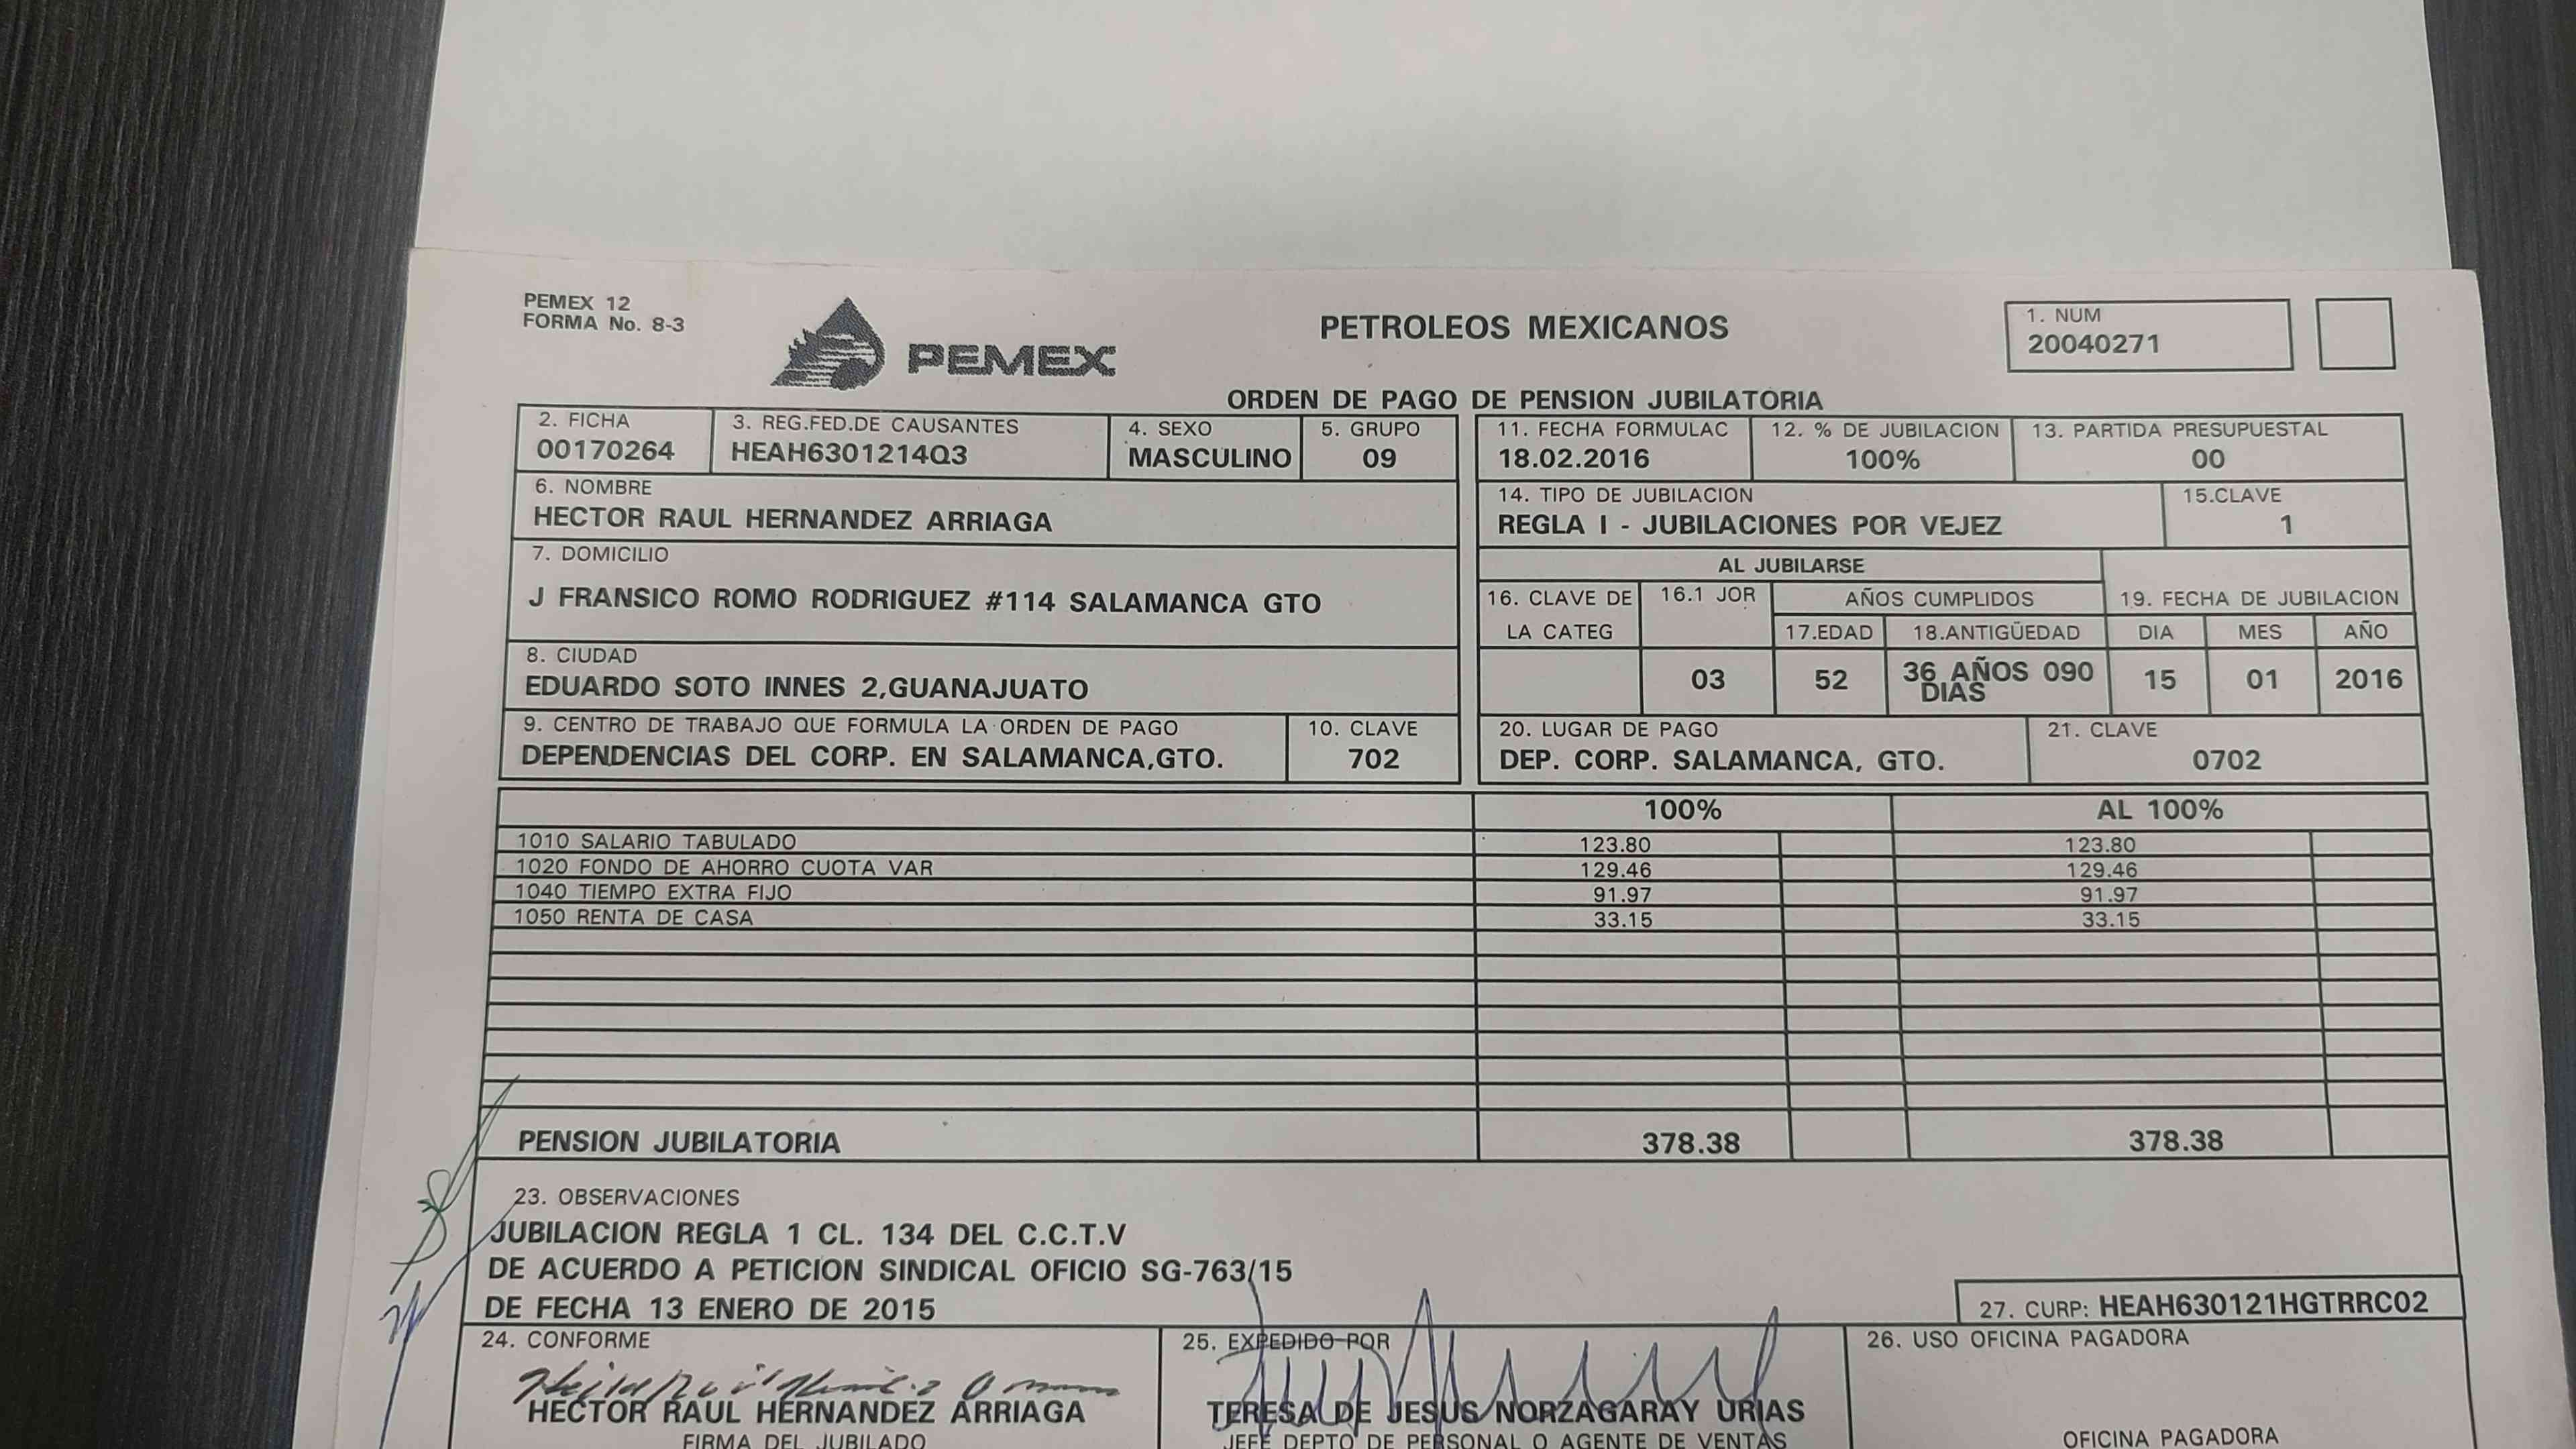 PEMEX 12
FORMA No. 8-3
PEMEX
PETROLEOS MEXICANOS
1. NUM
20040271
ORDEN DE PAGO DE PENSION JUBILATORIA
2. FICHA
00170264
3. REG.FED.DE CAUSANTES
HEAH6301214Q3
4. SEXO
MASCULINO
5. GRUPO
09
6. NOMBRE
HECTOR RAUL HERNANDEZ ARRIAGA
7. DOMICILIO
J FRANSICO ROMO RODRIGUEZ #114 SALAMANCA GTO
8. CIUDAD
EDUARDO SOTO INNES 2,GUANAJUATO
9. CENTRO DE TRABAJO QUE FORMULA LA ORDEN DE PAGO
DEPENDENCIAS DEL CORP. EN SALAMANCA,GTO.
10. CLAVE
702
11. FECHA FORMULAC
18.02.2016
12. % DE JUBILACION
100%
13. PARTIDA PRESUPUESTAL
00
14. TIPO DE JUBILACION
REGLA I - JUBILACIONES POR VEJEZ
15.CLAVE
1
AL JUBILARSE
16. CLAVE DE
LA CATEG
16.1 JOR
03
AÑOS CUMPLIDOS
17.EDAD
52
18.ANTIGÜEDAD
36 AÑOS 090
DIAS
19. FECHA DE JUBILACION
DIA MES AÑO
15 01 2016
20. LUGAR DE PAGO
DEP. CORP. SALAMANCA, GTO.
21. CLAVE
0702
100% AL 100%
1010 SALARIO TABULADO 123.80 123.80
1020 FONDO DE AHORRO CUOTA VAR 129.46 129.46
1040 TIEMPO EXTRA FIJO 91.97 91.97
1050 RENTA DE CASA 33.15 33.15
PENSION JUBILATORIA 378.38 378.38
23. OBSERVACIONES
JUBILACION REGLA 1 CL. 134 DEL C.C.T.V
DE ACUERDO A PETICION SINDICAL OFICIO SG-763/15
DE FECHA 13 ENERO DE 2015
27. CURP: HEAH630121HGTRRC02
24. CONFORME
HECTOR RAUL HERNANDEZ ARRIAGA
FIRMA DEL JUBILADO
25. EXPEDIDO POR
TERESA DE JESUS NORZAGARAY URIAS
JEFE DEPTO DE PERSONAL O AGENTE DE VENTAS
26. USO OFICINA PAGADORA
OFICINA PAGADORA